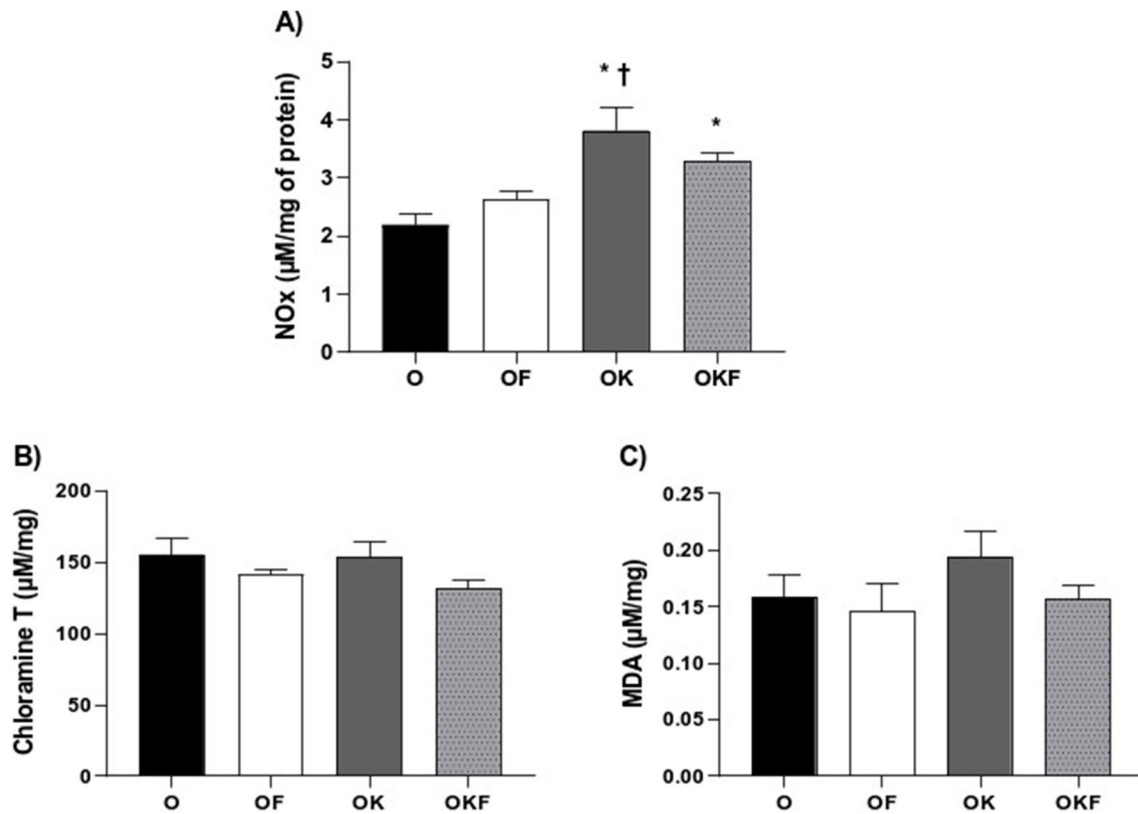 A)
NOx (µM/mg of protein)
5
4
3
2
1
0
* †
*
O OF OK OKF
B)
Chloramine T (µM/mg)
200
150
100
50
0
O OF OK OKF
C)
MDA (µM/mg)
0.25
0.20
0.15
0.10
0.05
0.00
O OF OK OKF